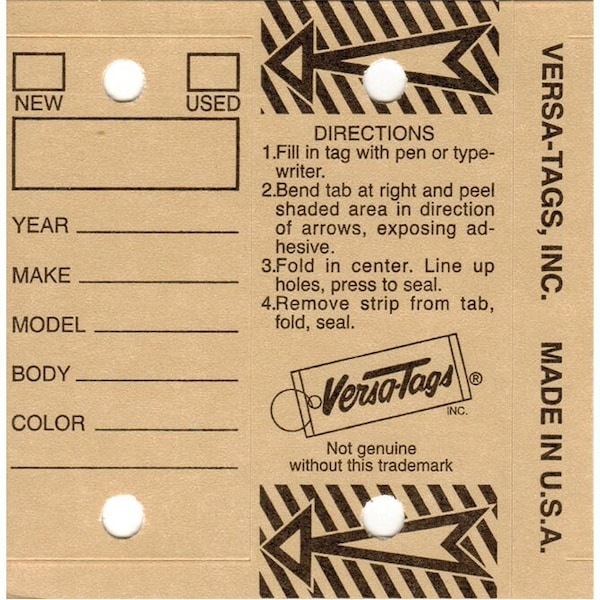 NEW
USED
YEAR
MAKE
MODEL
BODY
COLOR
DIRECTIONS
1.Fill in tag with pen or type-
writer.
2.Bend tab at right and peel
shaded area in direction
of arrows, exposing ad-
hesive.
3.Fold in center. Line up
holes, press to seal.
4.Remove strip from tab,
fold, seal.
Versa-Tags ®
INC.
Not genuine
without this trademark
VERSA-TAGS, INC. MADE IN U.S.A.